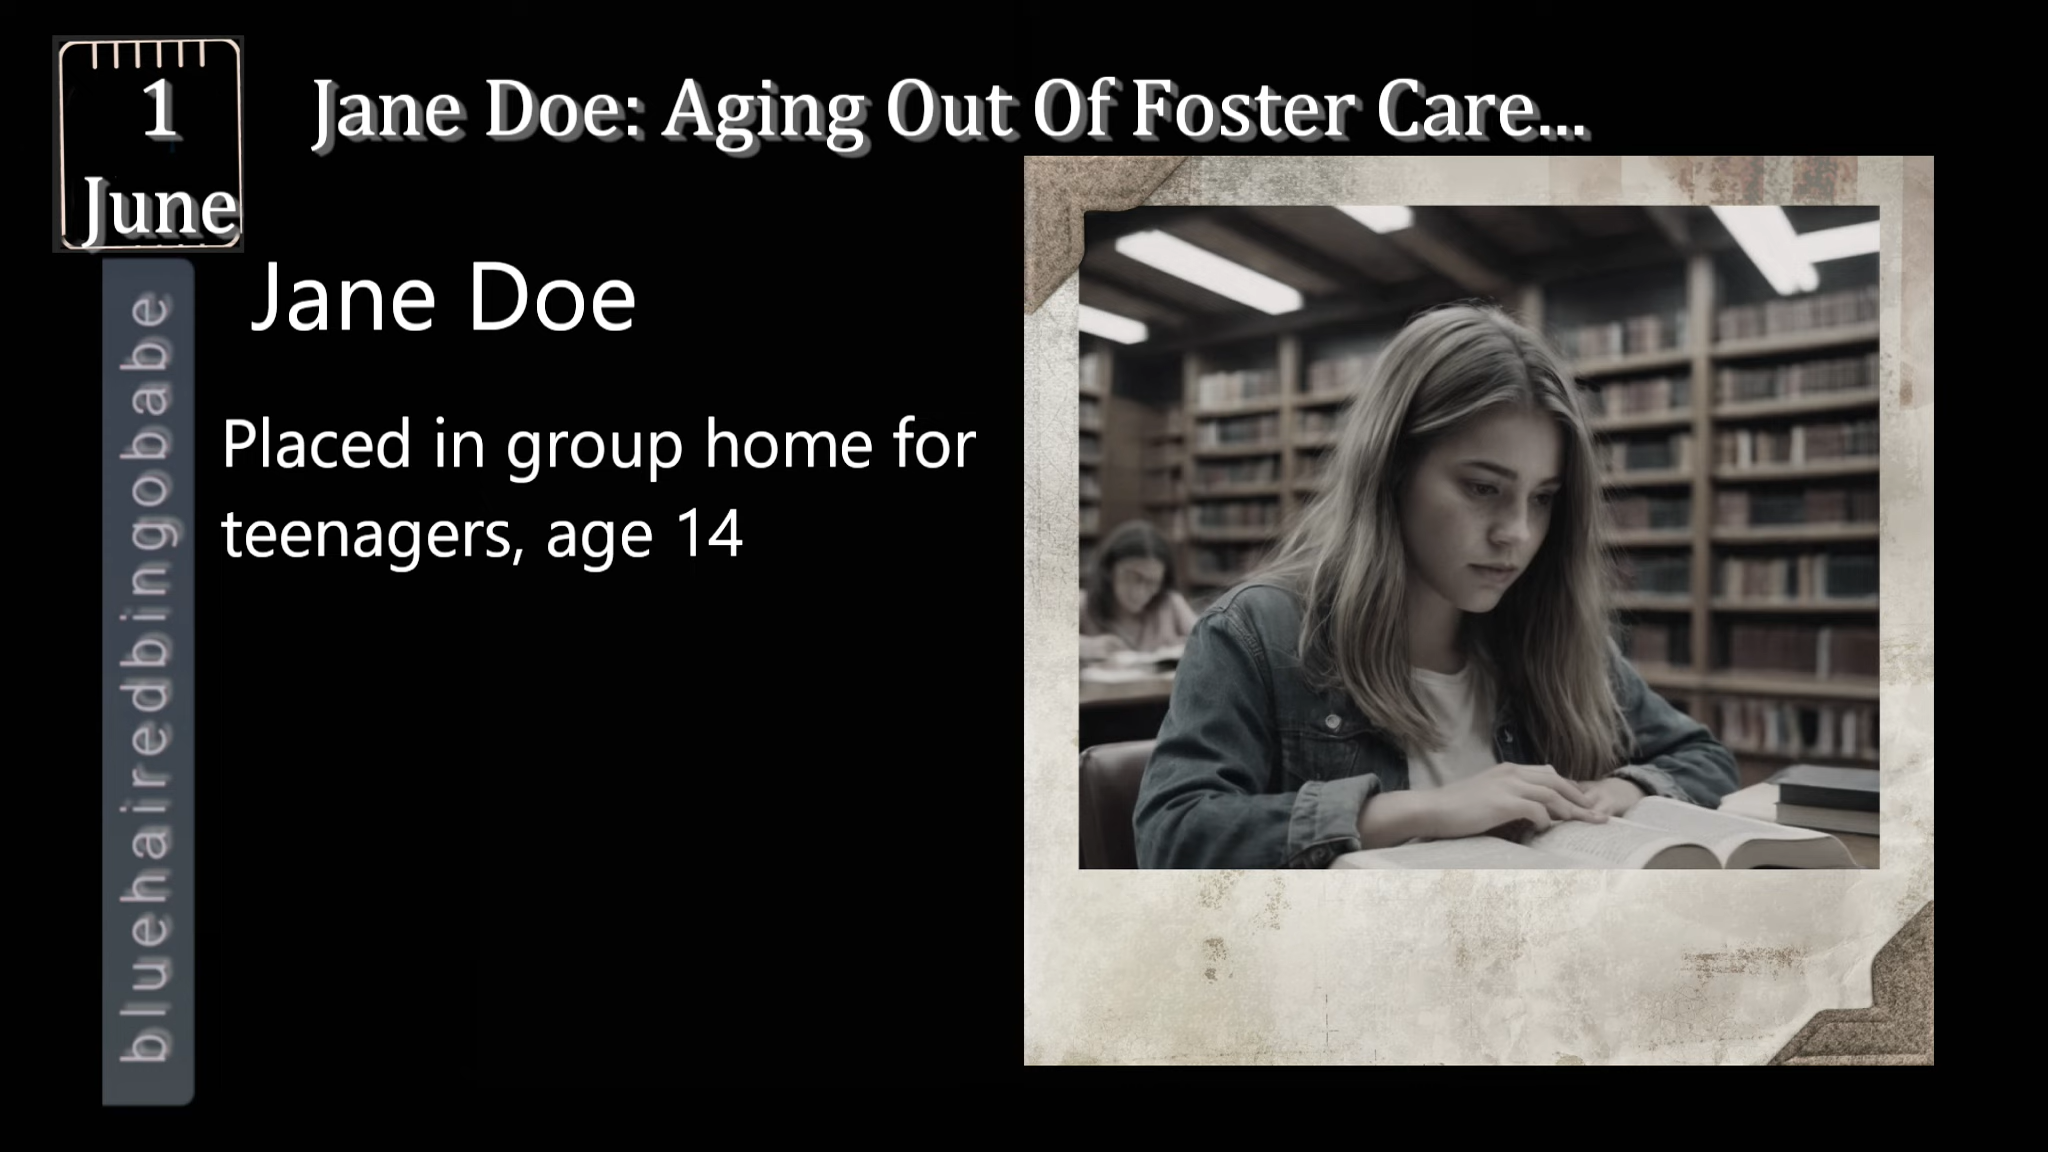 1
June
Jane Doe: Aging Out Of Foster Care...
Jane Doe
Placed in group home for
teenagers, age 14
bluehairedbingobabe